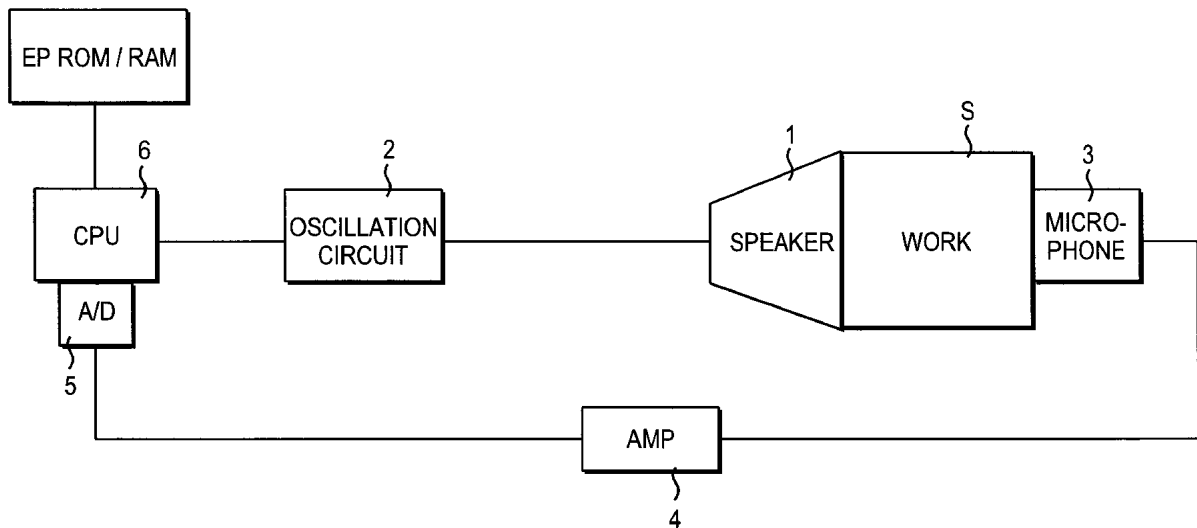 EP ROM / RAM
6
CPU
A/D
5
2
OSCILLATION
CIRCUIT
1
SPEAKER
S
WORK
3
MICRO-
PHONE
AMP
4